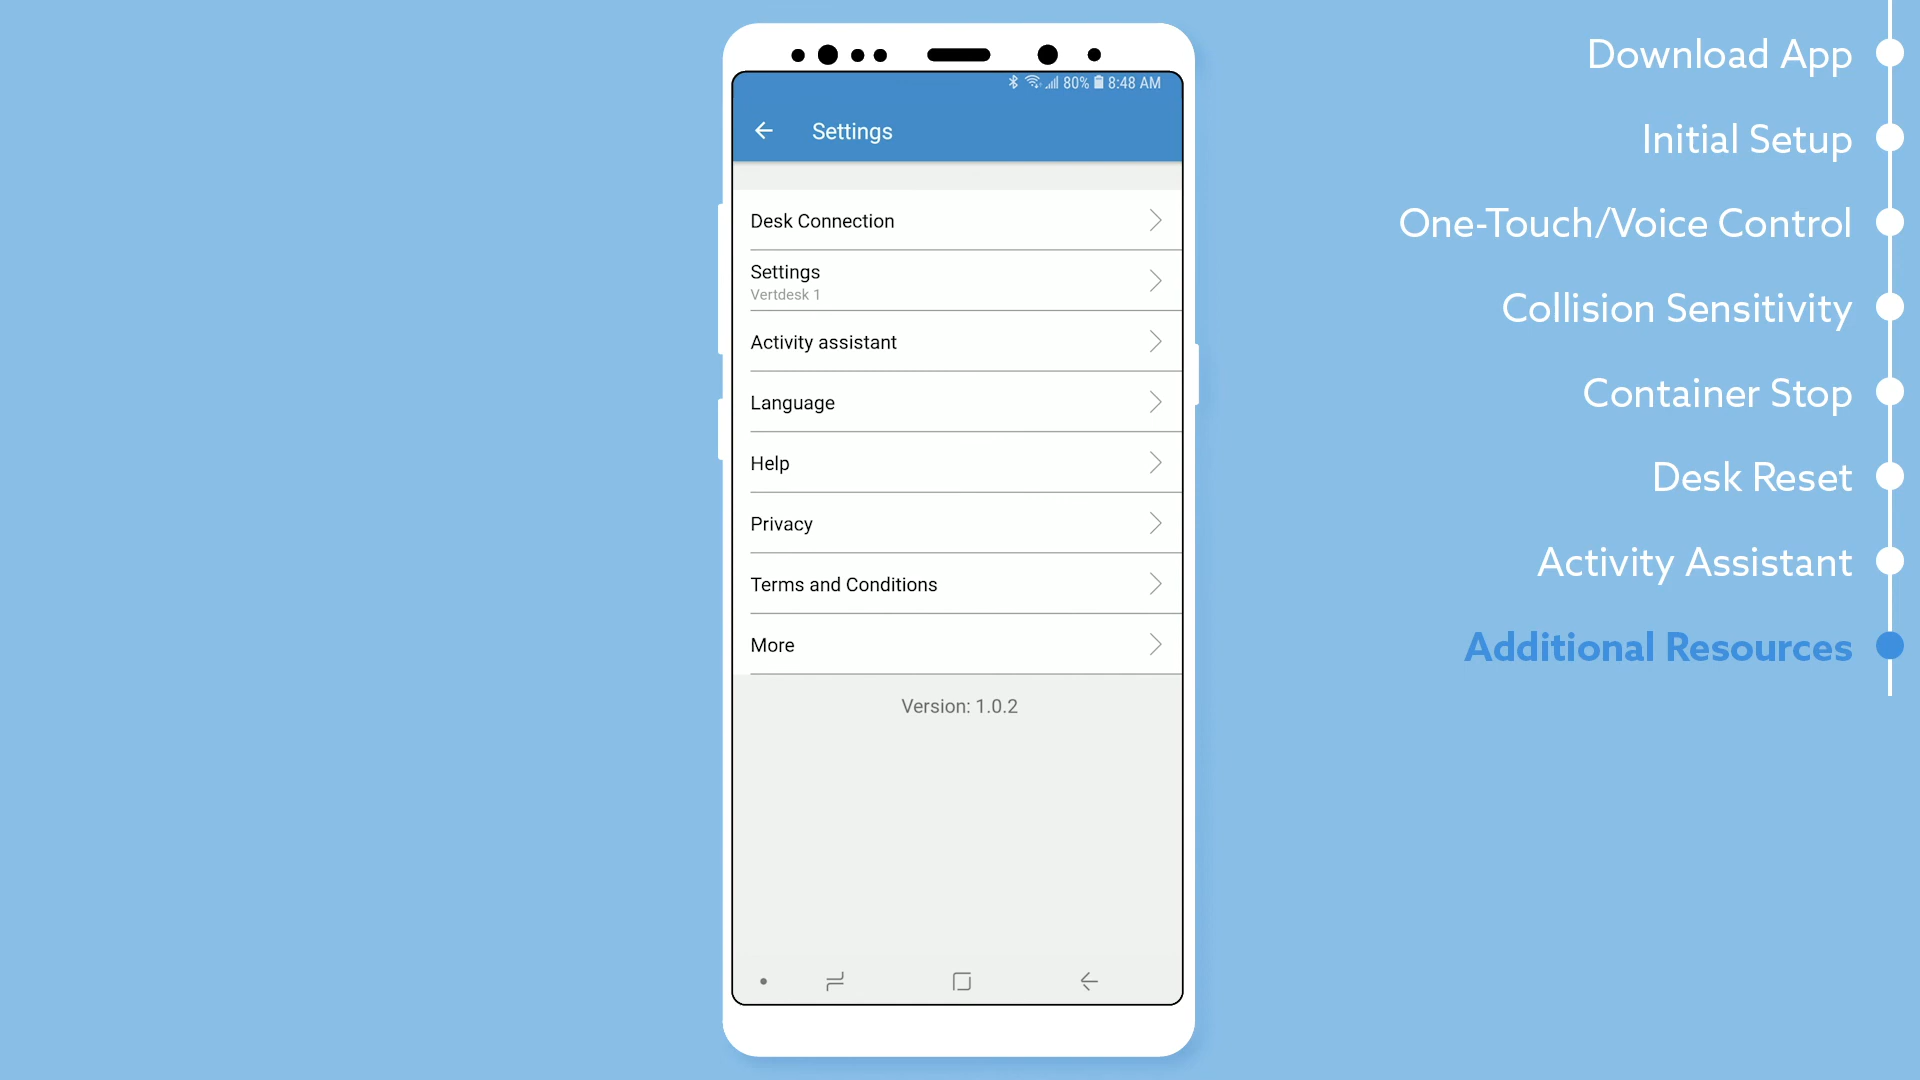 80% 8:48 AM
Settings
Desk Connection
Settings
Vertdesk 1
Activity assistant
Language
Help
Privacy
Terms and Conditions
More
Version: 1.0.2
Download App
Initial Setup
One-Touch/Voice Control
Collision Sensitivity
Container Stop
Desk Reset
Activity Assistant
Additional Resources